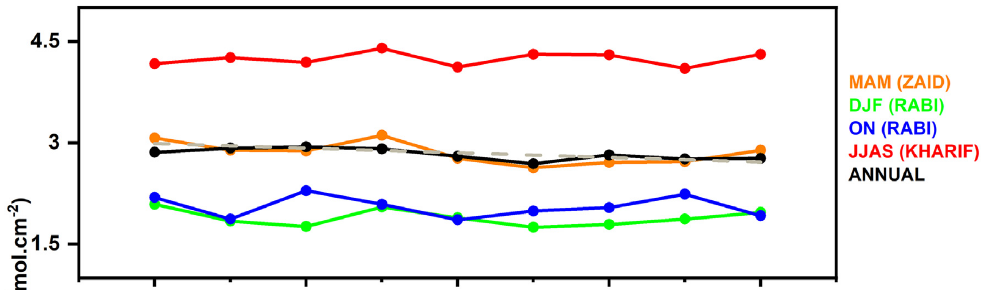 4.5
3
1.5
mol.cm-2
MAM (ZAID)
DJF (RABI)
ON (RABI)
JJAS (KHARIF)
ANNUAL